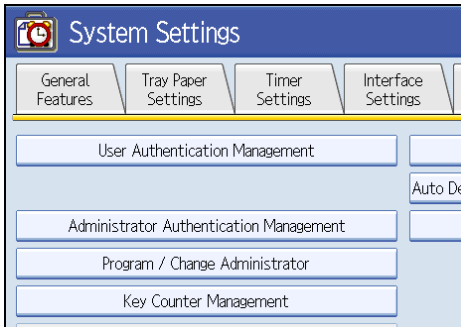 System Settings
General Features
Tray Paper Settings
Timer Settings
Interface Settings
User Authentication Management
Auto De
Administrator Authentication Management
Program / Change Administrator
Key Counter Management